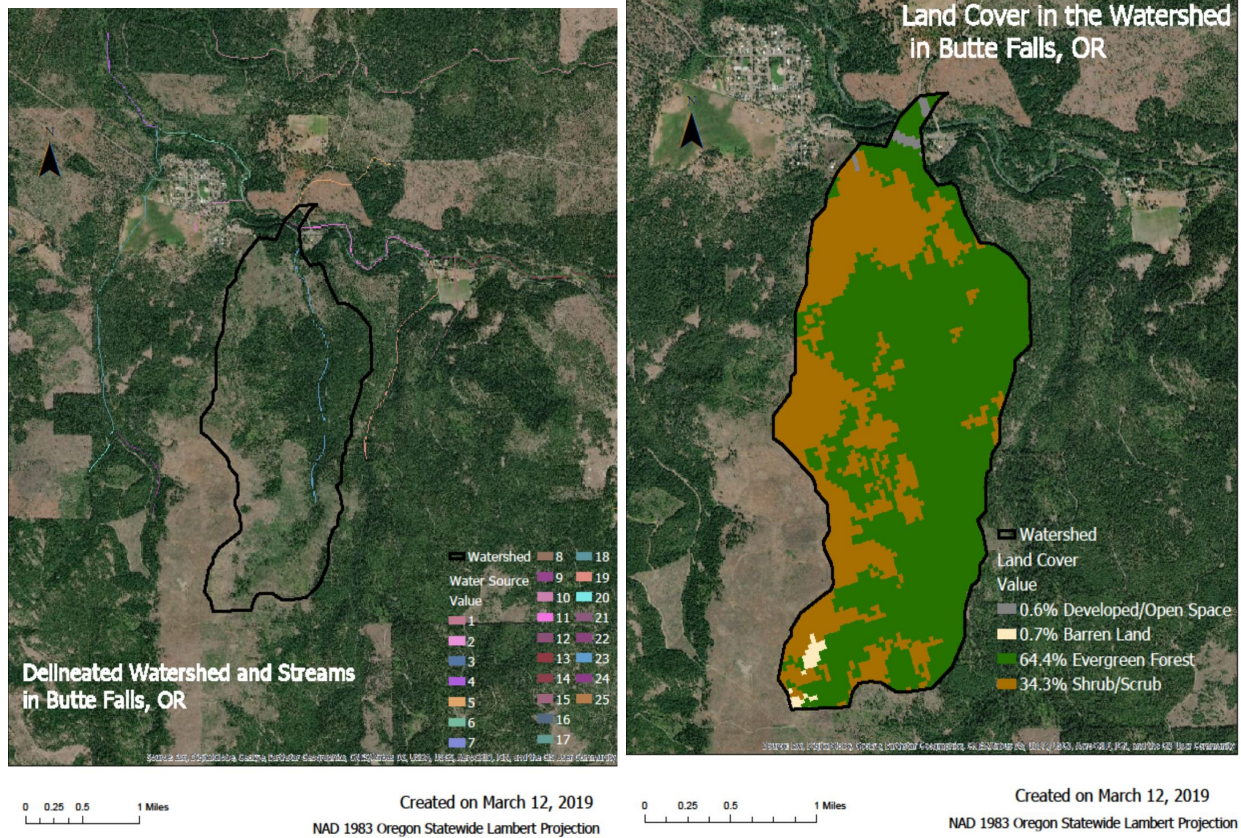 Watershed
Water Source
Value
1
2
3
4
5
6
7
8
9
10
11
12
13
14
15
16
17
18
19
20
21
22
23
24
25
Delineated Watershed and Streams
in Butte Falls, OR
0 0.25 0.5 1 Miles
Created on March 12, 2019
NAD 1983 Oregon Statewide Lambert Projection
Land Cover in the Watershed
in Butte Falls, OR
Watershed
Land Cover
Value
0.6% Developed/Open Space
0.7% Barren Land
64.4% Evergreen Forest
34.3% Shrub/Scrub
0 0.25 0.5 1 Miles
Created on March 12, 2019
NAD 1983 Oregon Statewide Lambert Projection